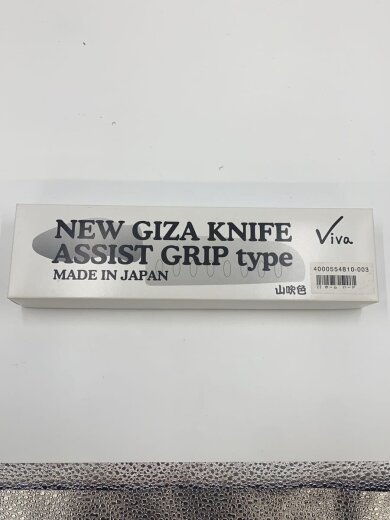 NEW GIZA KNIFE
ASSIST GRIP type
MADE IN JAPAN
Viva
4000554810-003
山吹色